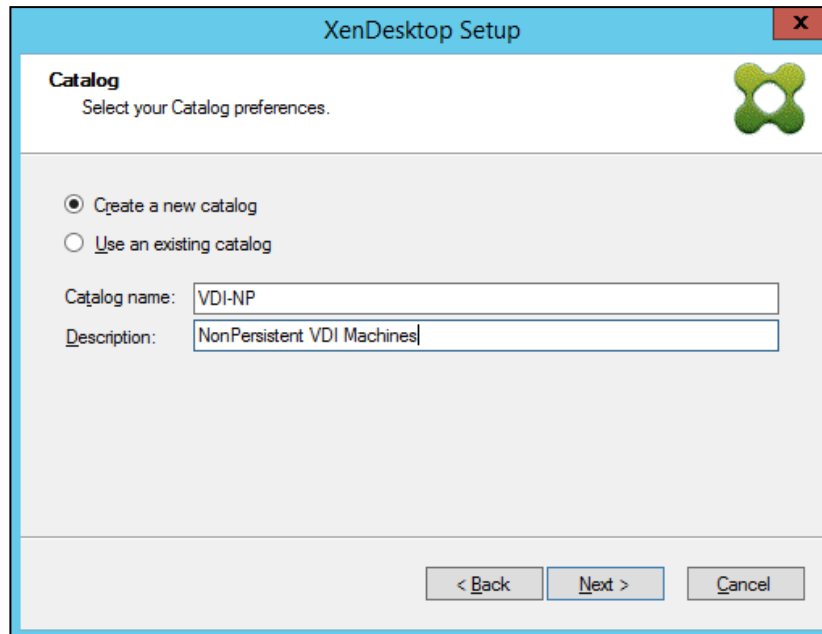 XenDesktop Setup
x
Catalog
Select your Catalog preferences.
Create a new catalog
Use an existing catalog
Catalog name: VDI-NP
Description: NonPersistent VDI Machines
< Back Next > Cancel